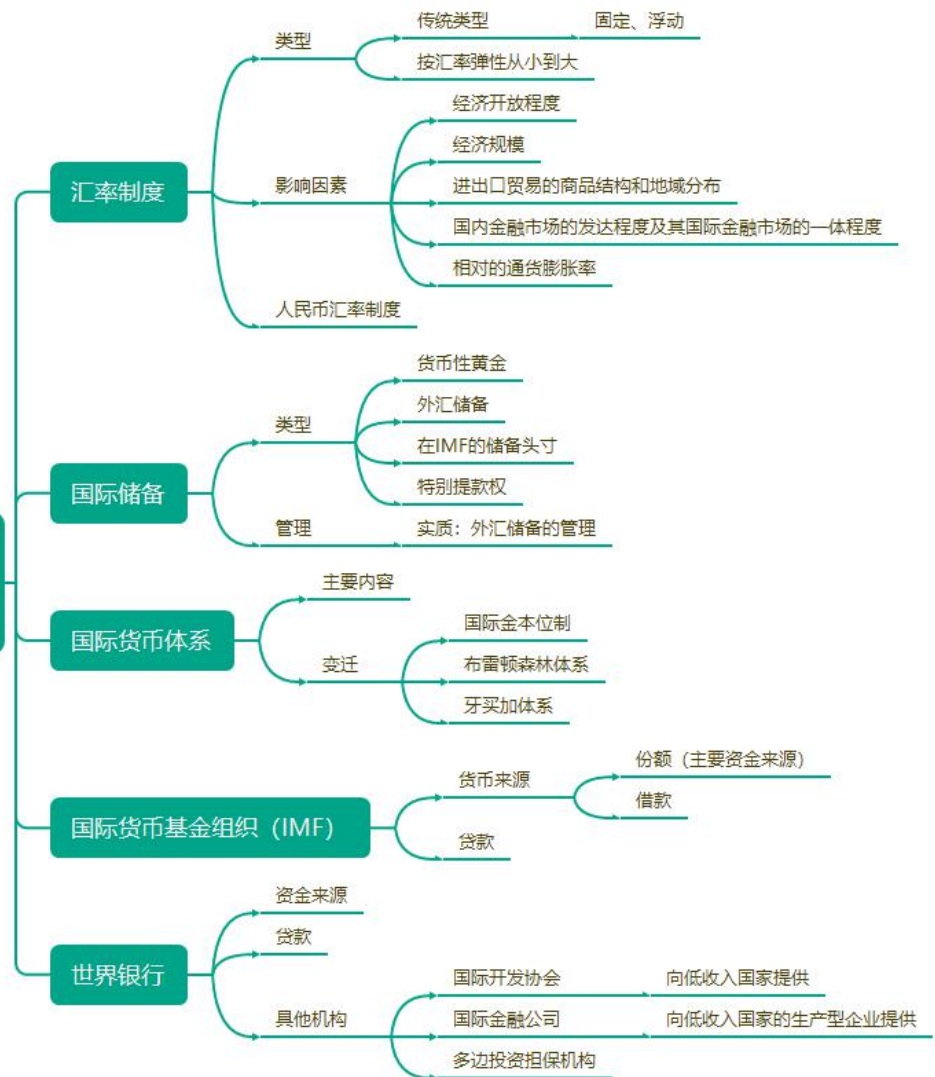 汇率制度
类型
传统类型
固定、浮动
按汇率弹性从小到大
影响因素
经济开放程度
经济规模
进出口贸易的商品结构和地域分布
国内金融市场的发达程度及其国际金融市场的一体程度
相对的通货膨胀率
人民币汇率制度
国际储备
类型
货币性黄金
外汇储备
在IMF的储备头寸
特别提款权
管理
实质：外汇储备的管理
国际货币体系
主要内容
变迁
国际金本位制
布雷顿森林体系
牙买加体系
国际货币基金组织（IMF）
货币来源
份额（主要资金来源）
借款
贷款
世界银行
资金来源
贷款
具他机构
国际开发协会
向低收入国家提供
国际金融公司
向低收入国家的生产型企业提供
多边投资担保机构